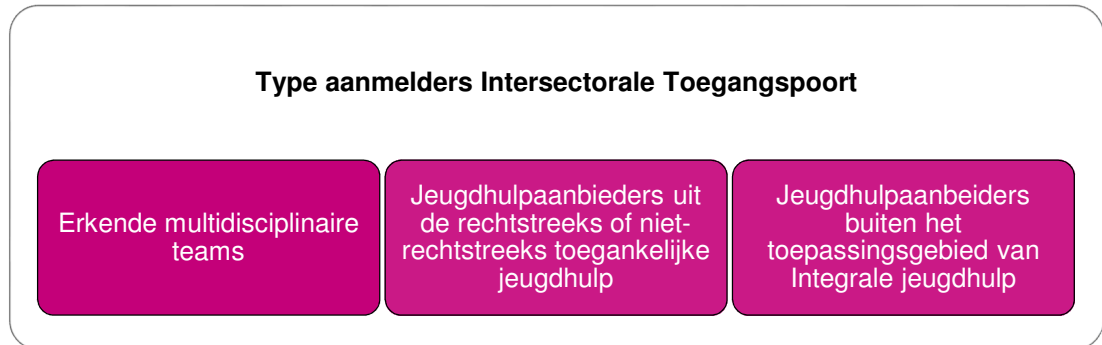 Type aanmelders Intersectorale Toegangspoort
Erkende multidisciplinaire
teams
Jeugdhulpaanbieders uit
de rechtstreeks of niet-
rechtstreeks toegankelijke
jeugdhulp
Jeugdhulpaanbeiders
buiten het
toepassingsgebied van
Integrale jeugdhulp